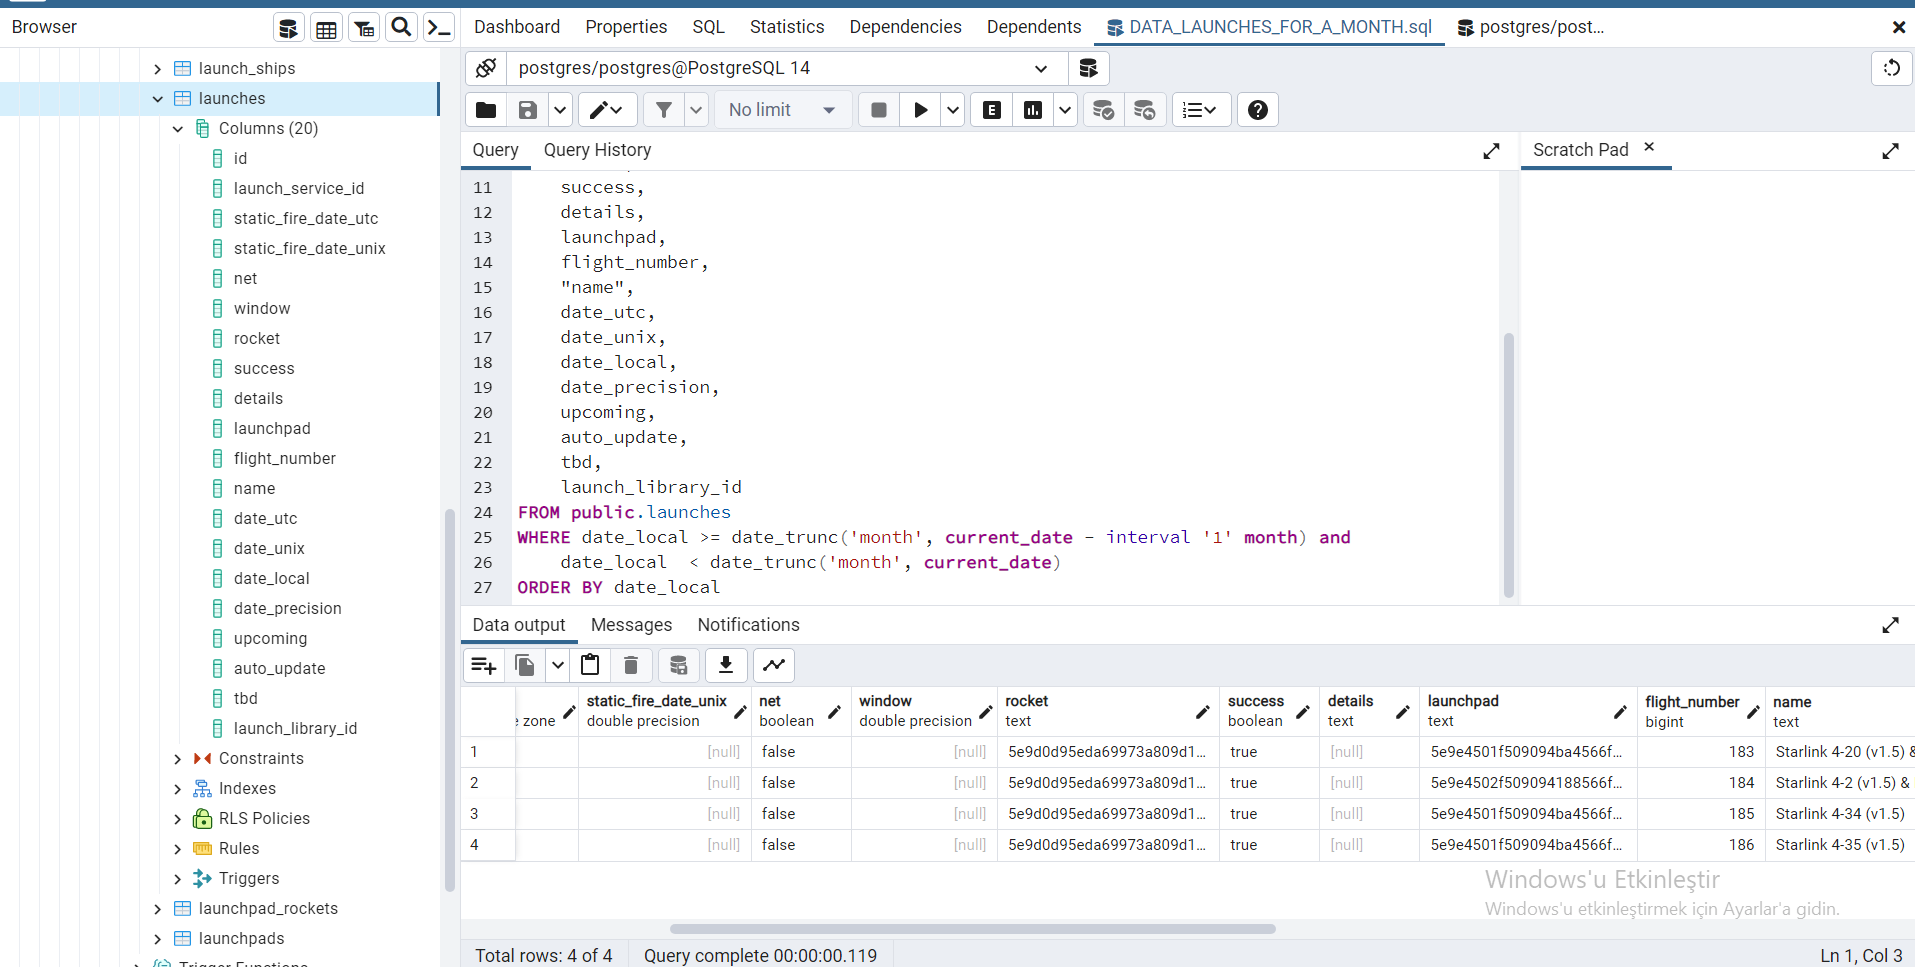 Browser
Dashboard Properties SQL Statistics Dependencies Dependents DATA_LAUNCHES_FOR_A_MONTH.sql postgres/post...
launch_ships
launches
Columns (20)
id
launch_service_id
static_fire_date_utc
static_fire_date_unix
net
window
rocket
success
details
launchpad
flight_number
name
date_utc
date_unix
date_local
date_precision
upcoming
auto_update
tbd
launch_library_id
Constraints
Indexes
RLS Policies
Rules
Triggers
launchpad_rockets
launchpads
Trigger Functions
postgres/postgres@PostgreSQL 14
No limit
E
Query Query History
Scratch Pad
11 success,
12 details,
13 launchpad,
14 flight_number,
15 "name",
16 date_utc,
17 date_unix,
18 date_local,
19 date_precision,
20 upcoming,
21 auto_update,
22 tbd,
23 launch_library_id
24 FROM public.launches
25 WHERE date_local >= date_trunc('month', current_date - interval '1' month) and
26 date_local < date_trunc('month', current_date)
27 ORDER BY date_local
Data output Messages Notifications
static_fire_date_unix net window rocket success details launchpad flight_number name
e zone double precision boolean double precision text boolean text text bigint text
1 [null] false [null] 5e9d0d95eda69973a809d1... true [null] 5e9e4501f509094ba4566f... 183 Starlink 4-20 (v1.5) &
2 [null] false [null] 5e9d0d95eda69973a809d1... true [null] 5e9e4502f509094188566f... 184 Starlink 4-2 (v1.5) &
3 [null] false [null] 5e9d0d95eda69973a809d1... true [null] 5e9e4501f509094ba4566f... 185 Starlink 4-34 (v1.5)
4 [null] false [null] 5e9d0d95eda69973a809d1... true [null] 5e9e4501f509094ba4566f... 186 Starlink 4-35 (v1.5)
Windows'u Etkinleştir
Windows'u etkinleştirmek için Ayarlar'a gidin.
Total rows: 4 of 4 Query complete 00:00:00.119 Ln 1, Col 3